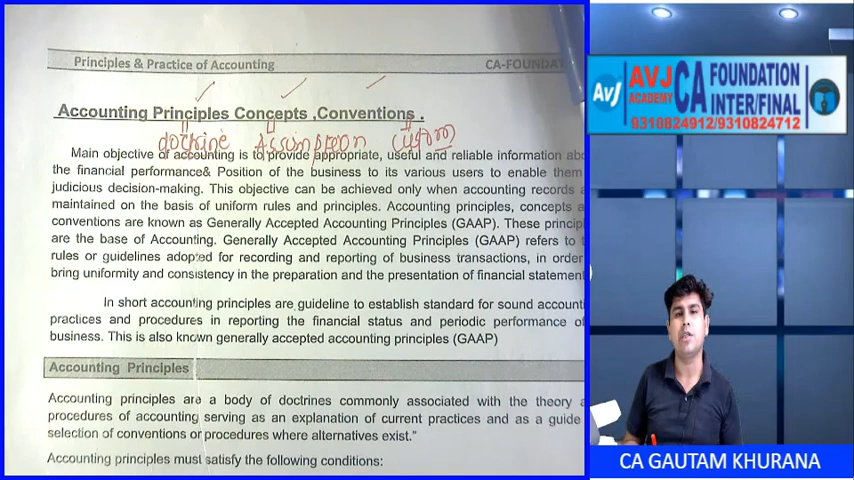 Principles & Practice of Accounting
CA-FOUNDAT
Accounting Principles Concepts ,Conventions .
doctrine Assumption Custom
Main objective of accounting is to provide appropriate, useful and reliable information abo
the financial performance& Position of the business to its various users to enable them
judicious decision-making. This objective can be achieved only when accounting records a
maintained on the basis of uniform rules and principles. Accounting principles, concepts a
conventions are known as Generally Accepted Accounting Principles (GAAP). These princip
are the base of Accounting. Generally Accepted Accounting Principles (GAAP) refers to t
rules or guidelines adopted for recording and reporting of business transactions, in order
bring uniformity and consistency in the preparation and the presentation of financial statement
In short accounting principles are guideline to establish standard for sound accounti
practices and procedures in reporting the financial status and periodic performance of
business. This is also known generally accepted accounting principles (GAAP)
Accounting Principles
Accounting principles are a body of doctrines commonly associated with the theory a
procedures of accounting serving as an explanation of current practices and as a guide
selection of conventions or procedures where alternatives exist."
Accounting principles must satisfy the following conditions:
AVJ
AVJ ACADEMY
CA FOUNDATION
INTER/FINAL
9310824912/9310824712
CA GAUTAM KHURANA